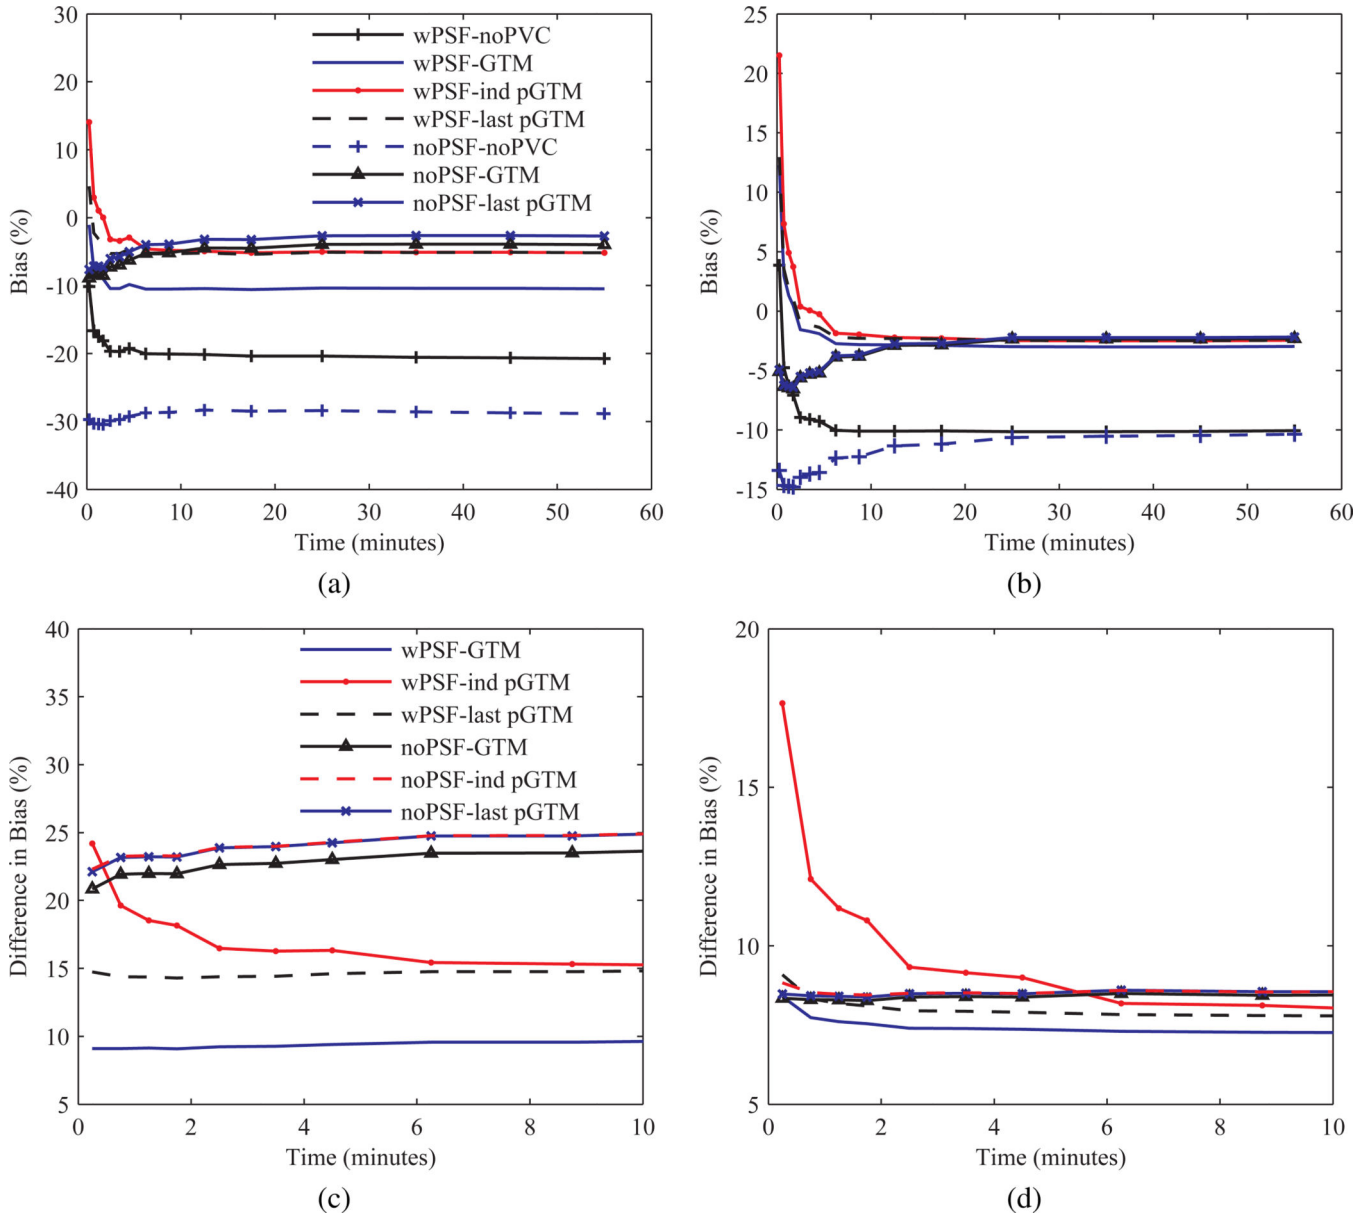 30
20
10
0
-10
-20
-30
-40
Bias (%)
wPSF-noPVC
wPSF-GTM
wPSF-ind pGTM
wPSF-last pGTM
noPSF-noPVC
noPSF-GTM
noPSF-last pGTM
0 10 20 30 40 50 60
Time (minutes)
(a)
25
20
15
10
5
0
-5
-10
-15
Bias (%)
0 10 20 30 40 50 60
Time (minutes)
(b)
40
35
30
25
20
15
10
5
Difference in Bias (%)
wPSF-GTM
wPSF-ind pGTM
wPSF-last pGTM
noPSF-GTM
noPSF-ind pGTM
noPSF-last pGTM
0 2 4 6 8 10
Time (minutes)
(c)
20
15
10
5
Difference in Bias (%)
0 2 4 6 8 10
Time (minutes)
(d)